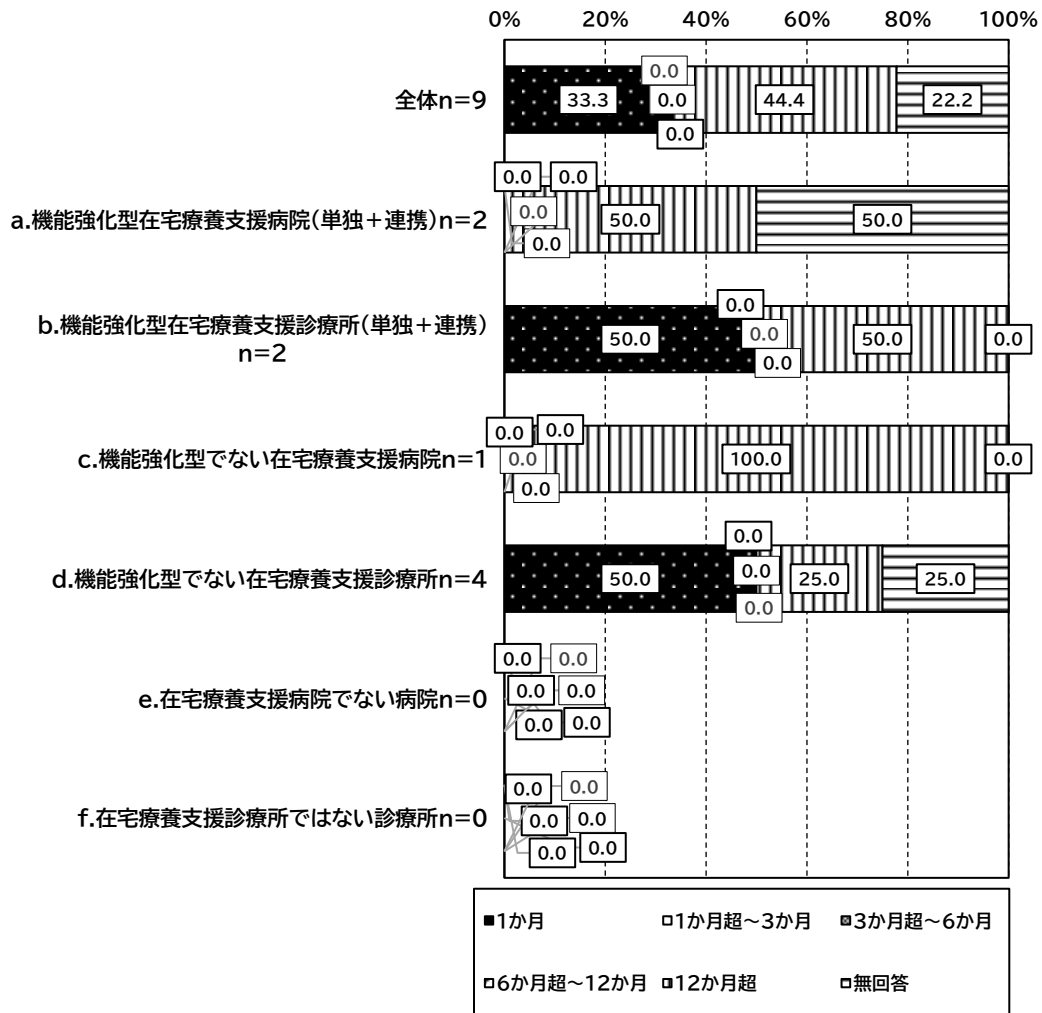 0% 20% 40% 60% 80% 100%
0.0
全体n=9 33.3 0.0 44.4 22.2
0.0
0.0 0.0
0.0
a.機能強化型在宅療養支援病院(単独+連携)n=2 50.0 50.0
0.0
0.0
b.機能強化型在宅療養支援診療所(単独+連携)
n=2
50.0 0.0 50.0 0.0
0.0
0.0 0.0
c.機能強化型でない在宅療養支援病院n=1 0.0 100.0 0.0
0.0
0.0
d.機能強化型でない在宅療養支援診療所n=4 50.0 0.0 25.0 25.0
0.0
0.0 0.0
e.在宅療養支援病院でない病院n=0 0.0 0.0
0.0 0.0
0.0 0.0
f.在宅療養支援診療所ではない診療所n=0 0.0 0.0
0.0 0.0
1か月 1か月超~3か月 3か月超~6か月
6か月超~12か月 12か月超 無回答